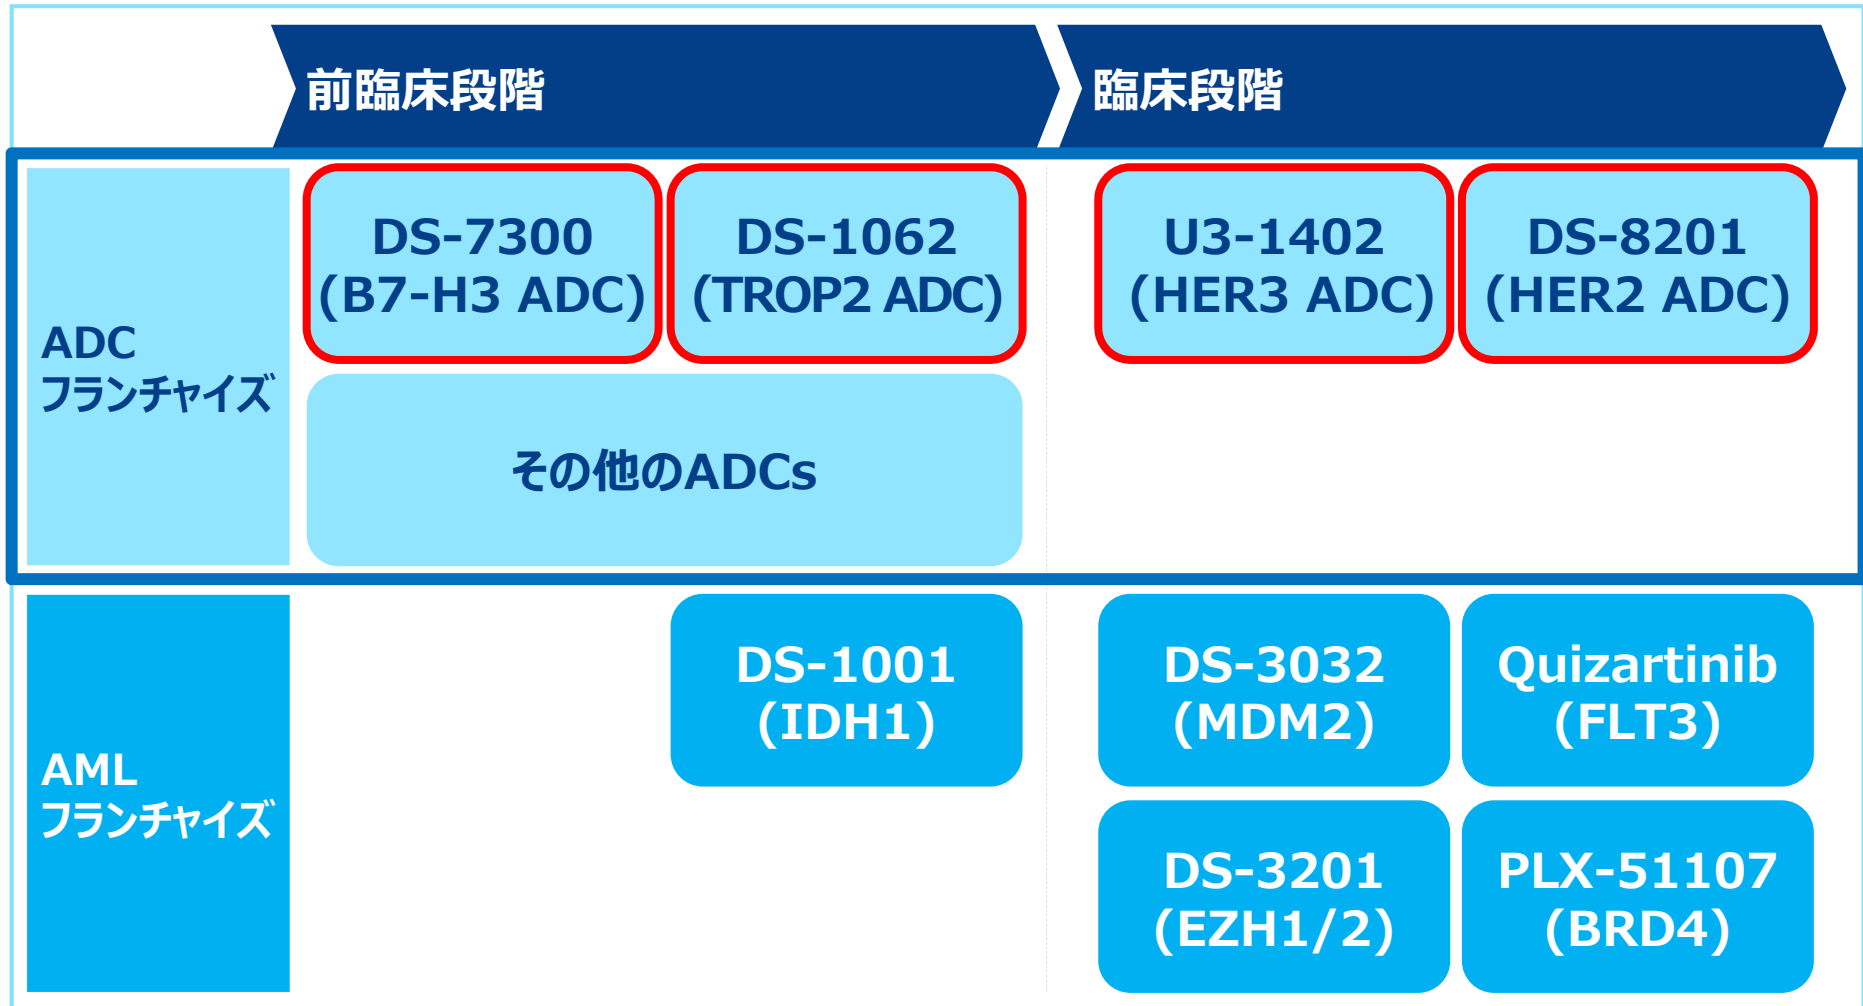 前臨床段階
臨床段階
ADC
フランチャイズ
DS-7300
(B7-H3 ADC)
DS-1062
(TROP2 ADC)
U3-1402
(HER3 ADC)
DS-8201
(HER2 ADC)
その他のADCs
AML
フランチャイズ
DS-1001
(IDH1)
DS-3032
(MDM2)
Quizartinib
(FLT3)
DS-3201
(EZH1/2)
PLX-51107
(BRD4)